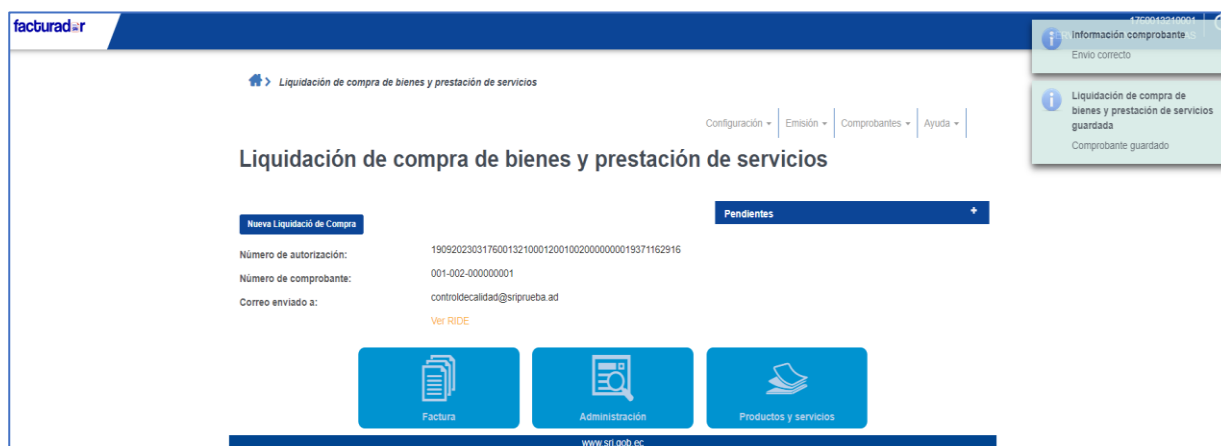 facturador
Información comprobante
Envío correcto
Liquidación de compra de bienes y prestación de servicios
Liquidación de compra de
bienes y prestación de servicios
guardada
Comprobante guardado
Configuración
Emisión
Comprobantes
Ayuda
Liquidación de compra de bienes y prestación de servicios
Pendientes +
Nueva Liquidació de Compra
Número de autorización:
1909202303176001321000120010020000000019371162916
Número de comprobante:
001-002-000000001
Correo enviado a:
controldecalidad@sriprueba.ad
Ver RIDE
Factura
Administración
Productos y servicios
www.sri.gob.ec